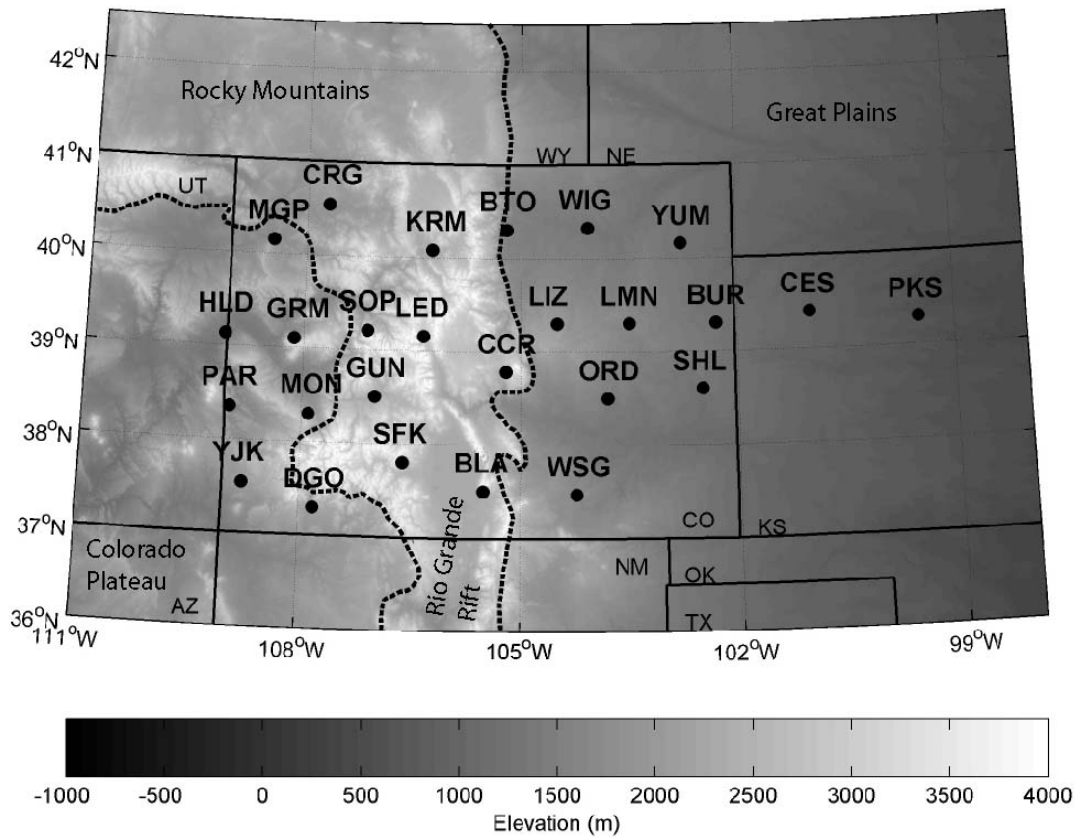 42°N
Rocky Mountains
Great Plains
41°N
WY
NE
UT
CRG
MGP
BTO
WIG
KRM
YUM
40°N
HLD
GRM
SOP
LED
LIZ
LMN
BUR
CES
PKS
39°N
CCR
PAR
MON
GUN
ORD
SHL
38°N
YJK
DGO
SFK
BLA
WSG
37°N
CO
KS
Colorado
Plateau
AZ
Rio Grande
Rift
NM
OK
TX
36°N
111°W
108°W
105°W
102°W
99°W
-1000
-500
0
500
1000
1500
2000
2500
3000
3500
4000
Elevation (m)